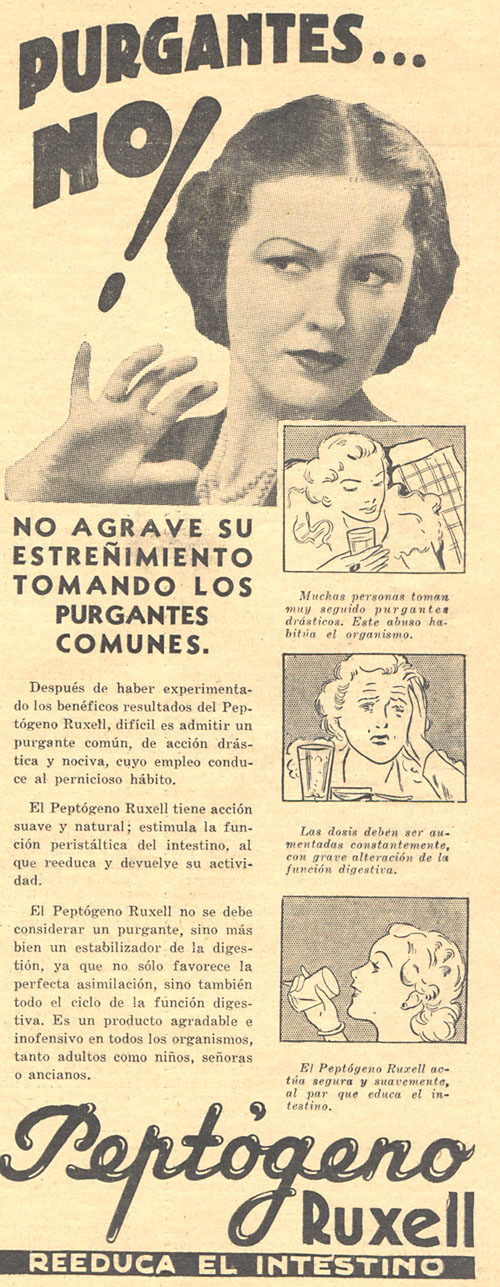 PURGANTES...
NO!
NO AGRAVE SU
ESTREÑIMIENTO
TOMANDO LOS
PURGANTES
COMUNES.
Después de haber experimenta-
do los benéficos resultados del Pep-
tógeno Ruxell, difícil es admitir un
purgante común, de acción drás-
tica y nociva, cuyo empleo condu-
ce al pernicioso hábito.
El Peptógeno Ruxell tiene acción
suave y natural; estimula la fun-
ción peristáltica del intestino, al
que reeduca y devuelve su activi-
dad.
El Peptógeno Ruxell no se debe
considerar un purgante, sino más
bien un estabilizador de la diges-
tión, ya que no sólo favorece la
perfecta asimilación, sino también
todo el ciclo de la función diges-
tiva. Es un producto agradable e
inofensivo en todos los organismos,
tanto adultos como niños, señoras
o ancianos.
Muchas personas toman
muy seguido purgantes
drásticos. Este abuso ha-
bitúa el organismo.
Las dosis deben ser au-
mentadas constantemente,
con grave alteración de la
función digestiva.
El Peptógeno Ruxell ac-
túa segura y suavemente,
al par que educa el in-
testino.
Peptógeno
Ruxell
REEDUCA EL INTESTINO